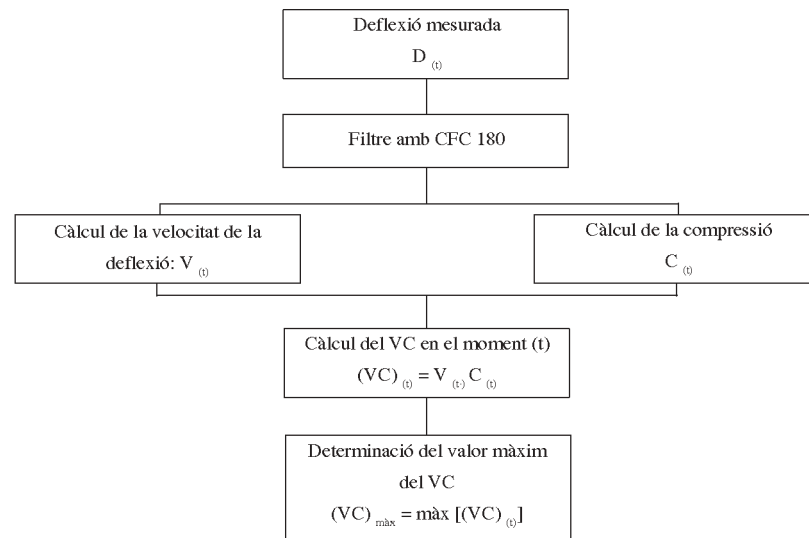 Deflexió mesurada
D (t)
Filtre amb CFC 180
Càlcul de la velocitat de la
deflexió: V (t)
Càlcul de la compressió
C (t)
Càlcul del VC en el moment (t)
(VC) (t) = V (t·) C (t)
Determinació del valor màxim
del VC
(VC) màx = màx [(VC) (t)]